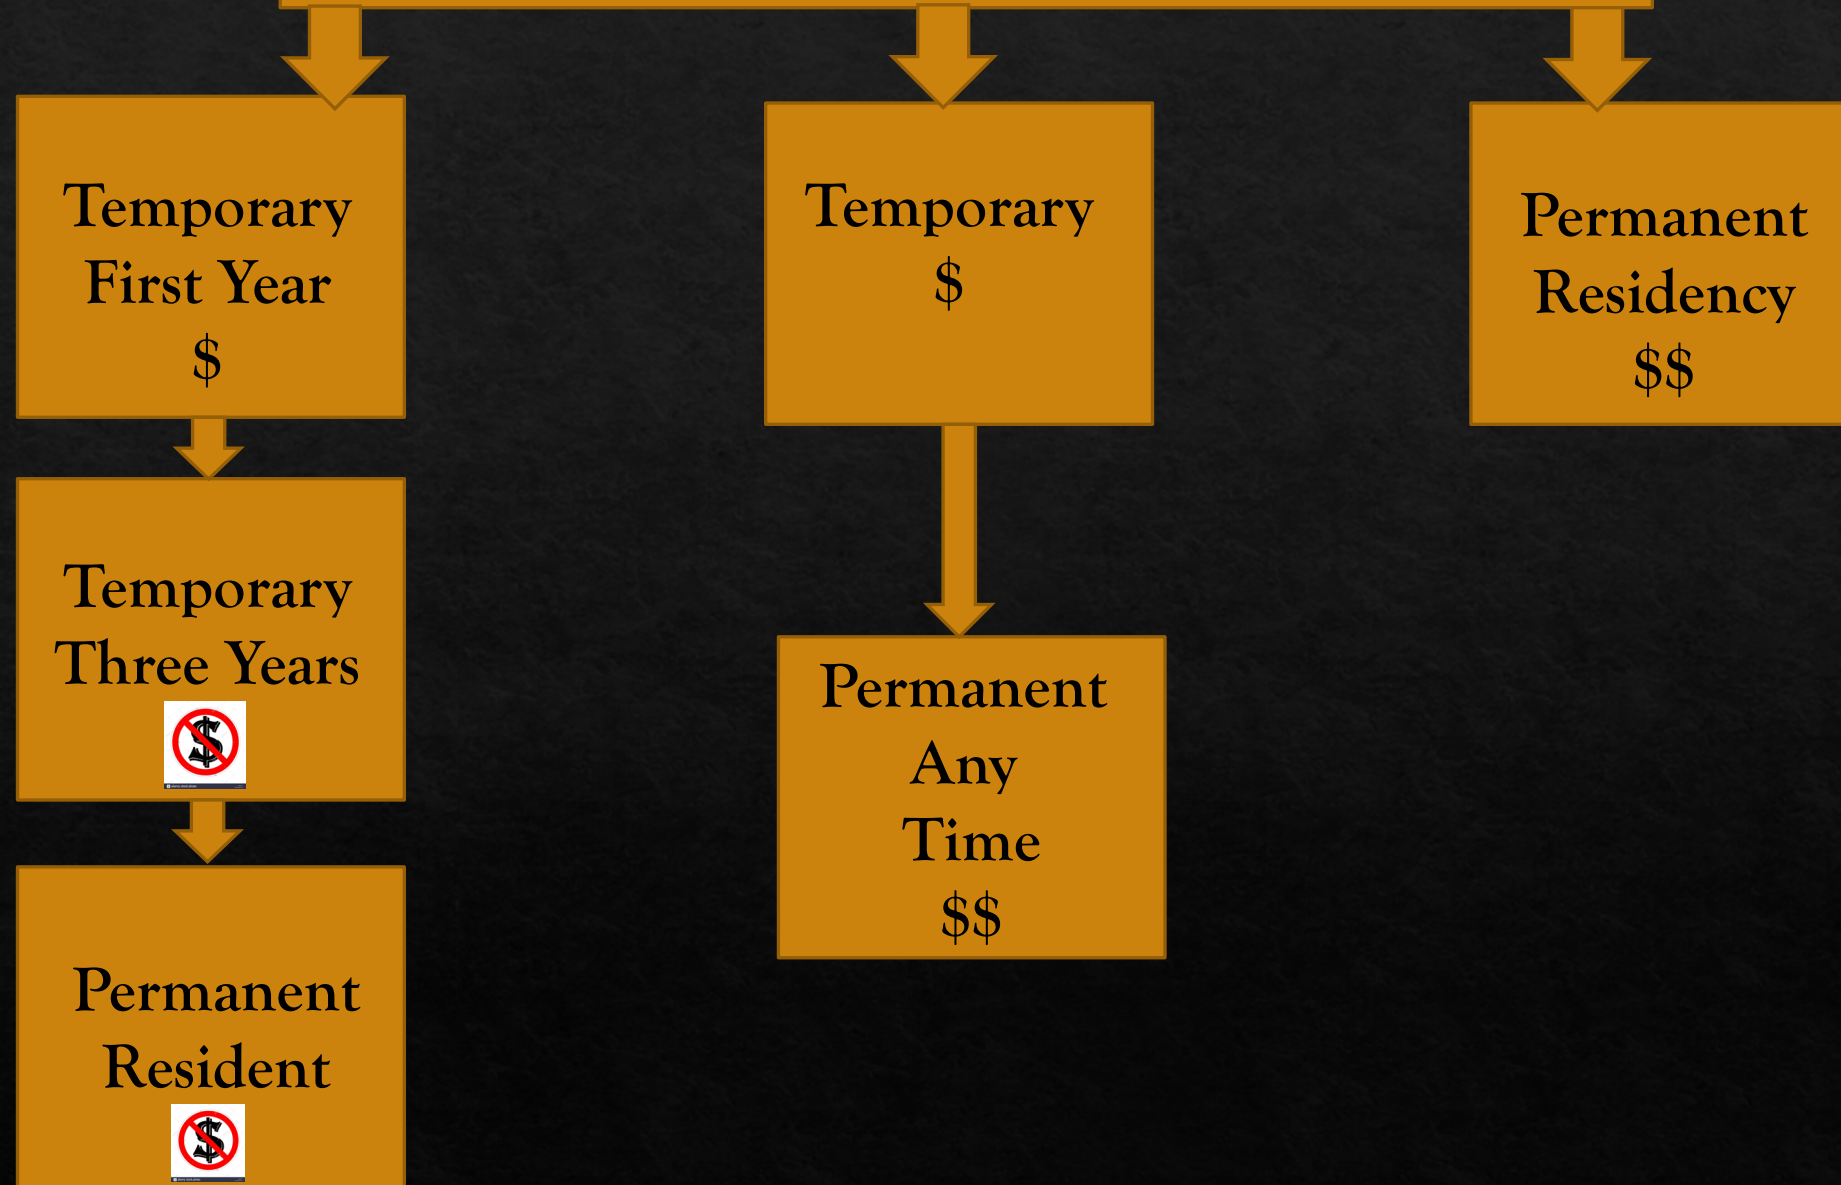 Temporary
First Year
$
Temporary
Three Years
$
Permanent
Resident
$
Temporary
$
Permanent
Any
Time
$$
Permanent
Residency
$$